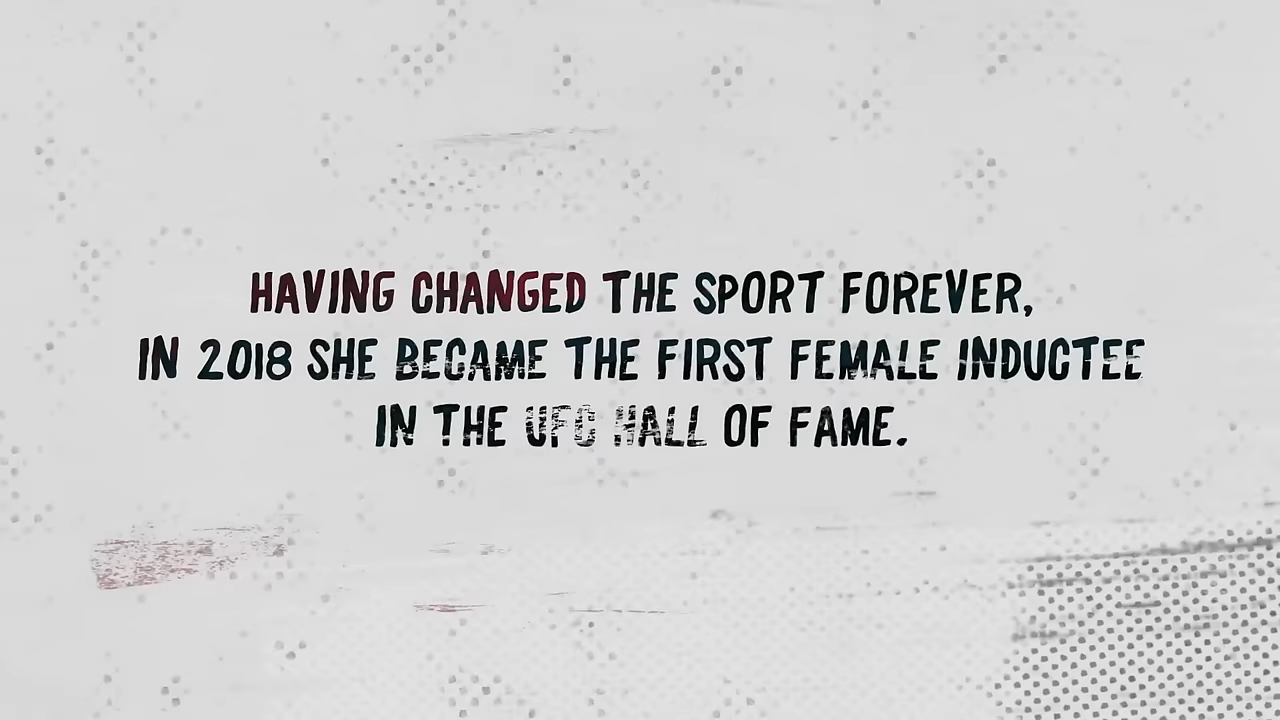 HAVING CHANGED THE SPORT FOREVER,
IN 2018 SHE BECAME THE FIRST FEMALE INDUCTEE
IN THE UFC HALL OF FAME.